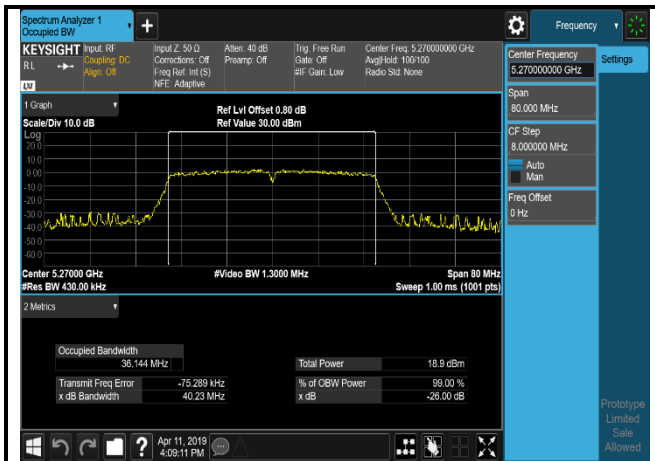 Spectrum Analyzer 1
Occupied BW
+
Frequency
KEYSIGHT
R L
LXI
Input: RF
Coupling: DC
Align: Off
Input Z: 50 Ω
Corrections: Off
Freq Ref: Int (S)
NFE: Adaptive
Atten: 40 dB
Preamp: Off
Trig: Free Run
Gate: Off
#IF Gain: Low
Center Freq: 5.270000000 GHz
Avg|Hold: 100/100
Radio Std: None
Center Frequency
5.270000000 GHz
Settings
Span
80.000 MHz
CF Step
8.000000 MHz
Auto
Man
Freq Offset
0 Hz
1 Graph
Scale/Div 10.0 dB
Ref Lvl Offset 0.80 dB
Ref Value 30.00 dBm
Log
20.0
10.0
0.00
-10.0
-20.0
-30.0
-40.0
-50.0
-60.0
Center 5.27000 GHz
#Video BW 1.3000 MHz
Span 80 MHz
#Res BW 430.00 kHz
Sweep 1.00 ms (1001 pts)
2 Metrics
Occupied Bandwidth
36.144 MHz
Total Power 18.9 dBm
Transmit Freq Error -75.289 kHz
% of OBW Power 99.00 %
x dB Bandwidth 40.23 MHz
x dB -26.00 dB
Prototype
Limited
Sale
Allowed
?
Apr 11, 2019
4:09:11 PM